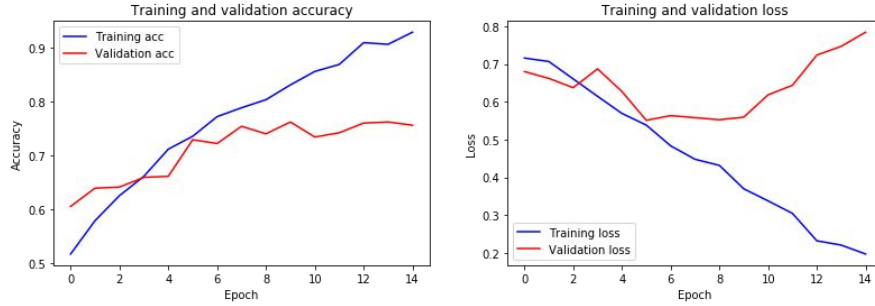 Training and validation accuracy
Training acc
Validation acc
0.9
0.8
0.7
0.6
0.5
Accuracy
0 2 4 6 8 10 12 14
Epoch
Training and validation loss
0.8
0.7
0.6
0.5
0.4
0.3
0.2
Loss
Training loss
Validation loss
0 2 4 6 8 10 12 14
Epoch